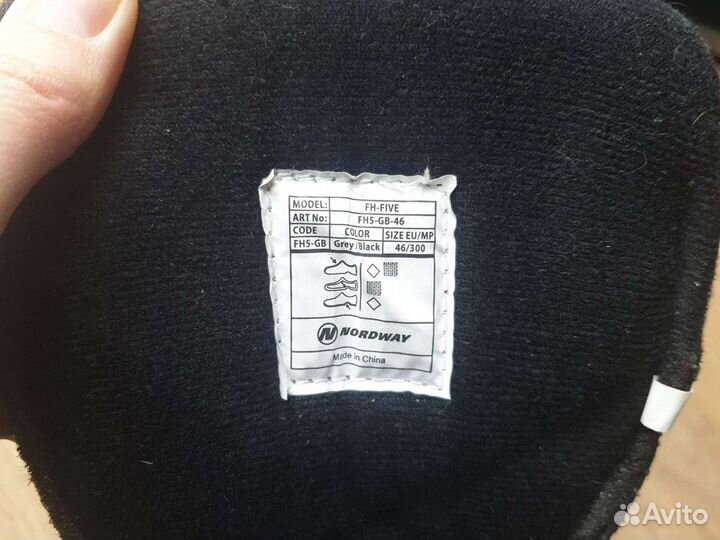 MODEL: FH-FIVE
ART No: FH5-GB-46
CODE COLOR SIZE EU/MP
FH5-GB Grey/Black 46/300
N NORDWAY
Made in China
Avito